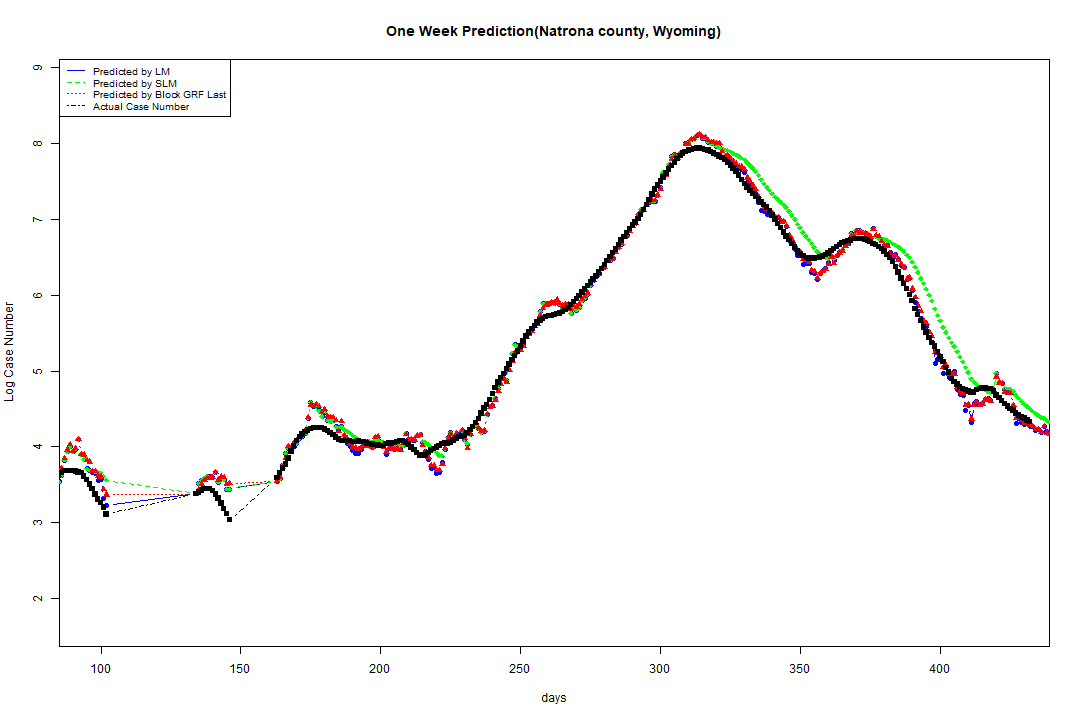 One Week Prediction(Natrona county, Wyoming)
Predicted by LM
Predicted by SLM
Predicted by Block GRF Last
Actual Case Number
Log Case Number
9
8
7
6
5
4
3
2
100 150 200 250 300 350 400
days